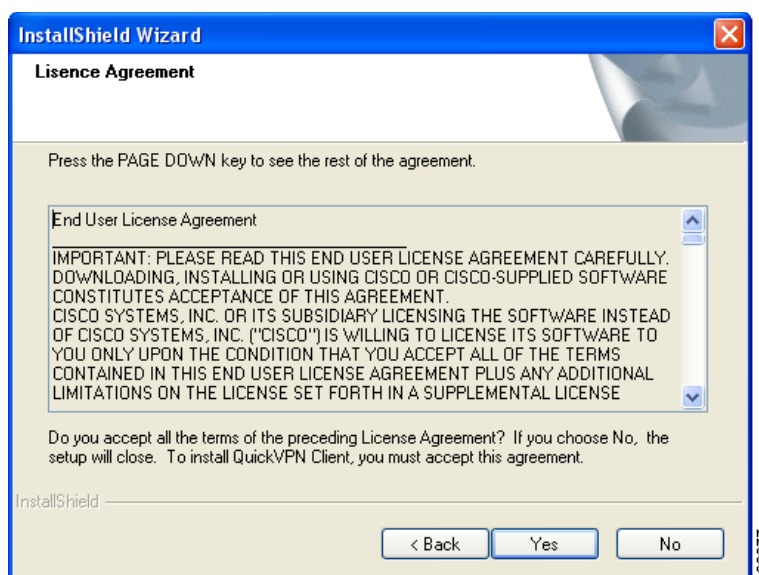 InstallShield Wizard
Lisence Agreement
Press the PAGE DOWN key to see the rest of the agreement.
End User License Agreement
IMPORTANT: PLEASE READ THIS END USER LICENSE AGREEMENT CAREFULLY.
DOWNLOADING, INSTALLING OR USING CISCO OR CISCO-SUPPLIED SOFTWARE
CONSTITUTES ACCEPTANCE OF THIS AGREEMENT.
CISCO SYSTEMS, INC. OR ITS SUBSIDIARY LICENSING THE SOFTWARE INSTEAD
OF CISCO SYSTEMS, INC. ("CISCO") IS WILLING TO LICENSE ITS SOFTWARE TO
YOU ONLY UPON THE CONDITION THAT YOU ACCEPT ALL OF THE TERMS
CONTAINED IN THIS END USER LICENSE AGREEMENT PLUS ANY ADDITIONAL
LIMITATIONS ON THE LICENSE SET FORTH IN A SUPPLEMENTAL LICENSE
Do you accept all the terms of the preceding License Agreement? If you choose No, the
setup will close. To install QuickVPN Client, you must accept this agreement.
InstallShield
< Back
Yes
No